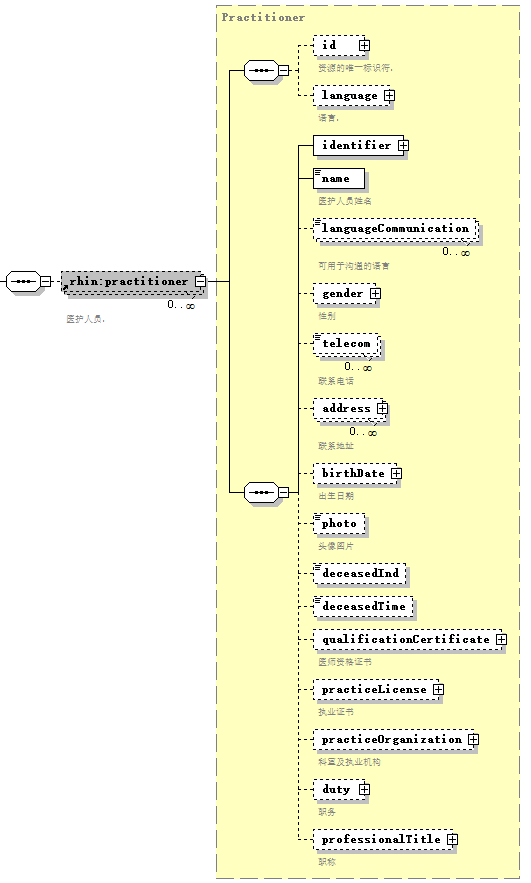 Practitioner
id
资源的唯一标识符.
language
语言.
identifier
name
医护人员姓名
languageCommunication
0..∞
可用于沟通的语言
rhin:practitioner
0..∞
医护人员.
gender
性别
telecom
0..∞
联系电话
address
0..∞
联系地址
birthDate
出生日期
photo
头像图片
deceasedInd
deceasedTime
qualificationCertificate
医师资格证书
practiceLicense
执业证书
practiceOrganization
科室及执业机构
duty
职务
professionalTitle
职称